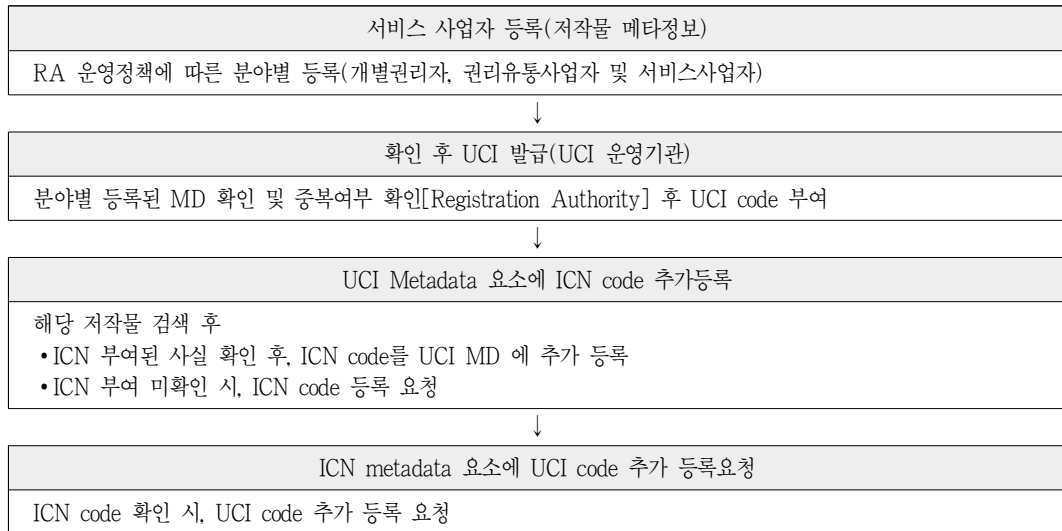 서비스 사업자 등록(저작물 메타정보)
RA 운영정책에 따른 분야별 등록(개별권리자, 권리유통사업자 및 서비스사업자)
↓
확인 후 UCI 발급(UCI 운영기관)
분야별 등록된 MD 확인 및 중복여부 확인[Registration Authority] 후 UCI code 부여
↓
UCI Metadata 요소에 ICN code 추가등록
해당 저작물 검색 후
•ICN 부여된 사실 확인 후, ICN code를 UCI MD 에 추가 등록
•ICN 부여 미확인 시, ICN code 등록 요청
↓
ICN metadata 요소에 UCI code 추가 등록요청
ICN code 확인 시, UCI code 추가 등록 요청